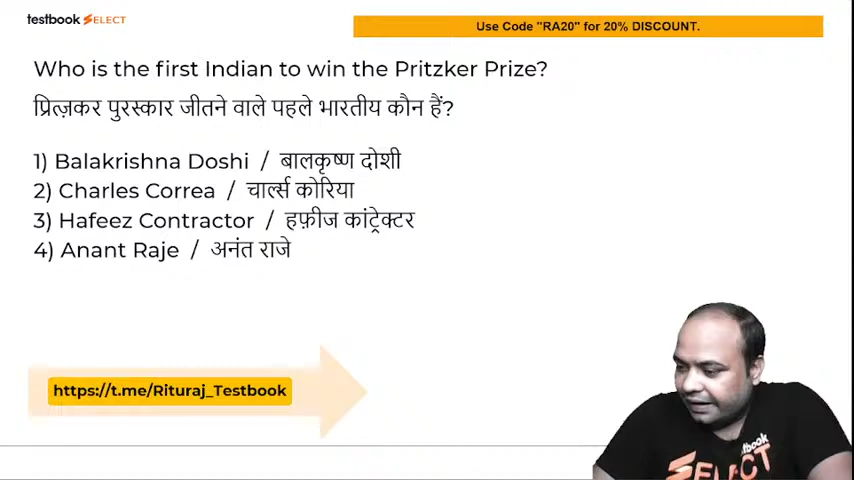 testbook SELECT
Use Code "RA20" for 20% DISCOUNT.
Who is the first Indian to win the Pritzker Prize?
प्रित्ज़कर पुरस्कार जीतने वाले पहले भारतीय कौन हैं?
1) Balakrishna Doshi / बालकृष्ण दोशी
2) Charles Correa / चार्ल्स कोरिया
3) Hafeez Contractor / हफ़ीज कांट्रेक्टर
4) Anant Raje / अनंत राजे
https://t.me/Rituraj_Testbook
tbook
SELECT